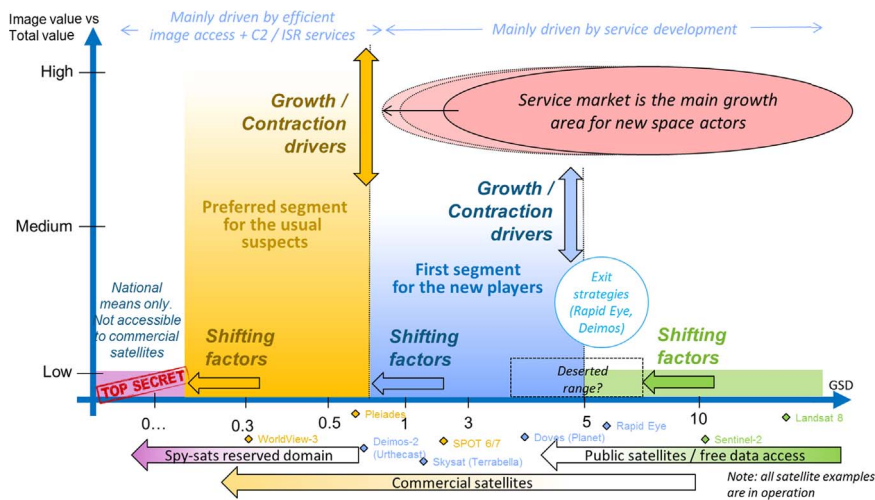 Image value vs
Total value
Mainly driven by efficient
image access + C2 / ISR services
Mainly driven by service development
High
Growth /
Contraction
drivers
Service market is the main growth
area for new space actors
Growth /
Contraction
drivers
Preferred segment
for the usual
suspects
Medium
First segment
for the new players
Exit
strategies
(Rapid Eye,
Deimos)
National
means only.
Not accessible
to commercial
satellites
Shifting
factors
Shifting
factors
Shifting
factors
Low
TOP SECRET
Deserted
range?
GSD
0...
0.3
0.5
1
3
5
10
Pleiades
Landsat 8
Rapid Eye
WorldView-3
Deimos-2
(Urthecast)
SPOT 6/7
Doves (Planet)
Sentinel-2
Skysat (Terrabella)
Spy-sats reserved domain
Public satellites / free data access
Commercial satellites
Note: all satellite examples
are in operation